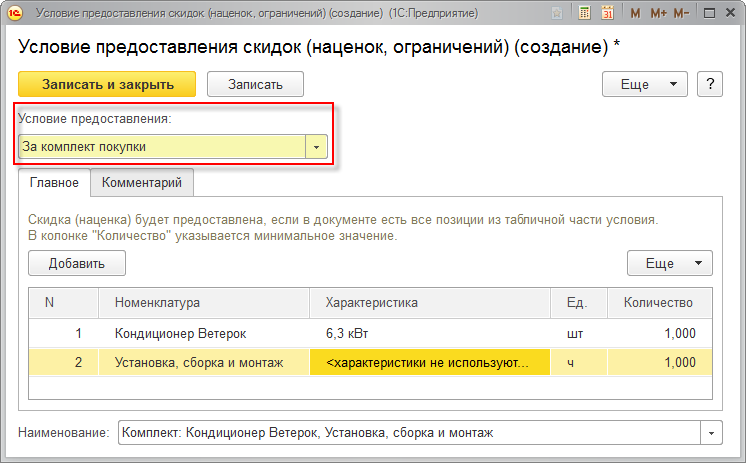 1С Условие предоставления скидок (наценок, ограничений) (создание) (1С:Предприятие) 31 M M+ M-
Условие предоставления скидок (наценок, ограничений) (создание) *
Записать и закрыть Записать Еще ?
Условие предоставления:
За комплект покупки
Главное Комментарий
Скидка (наценка) будет предоставлена, если в документе есть все позиции из табличной части условия.
В колонке "Количество" указывается минимальное значение.
Добавить Еще
N Номенклатура Характеристика Ед. Количество
1 Кондиционер Ветерок 6,3 кВт шт 1,000
2 Установка, сборка и монтаж <характеристики не используют... ч 1,000
Наименование: Комплект: Кондиционер Ветерок, Установка, сборка и монтаж